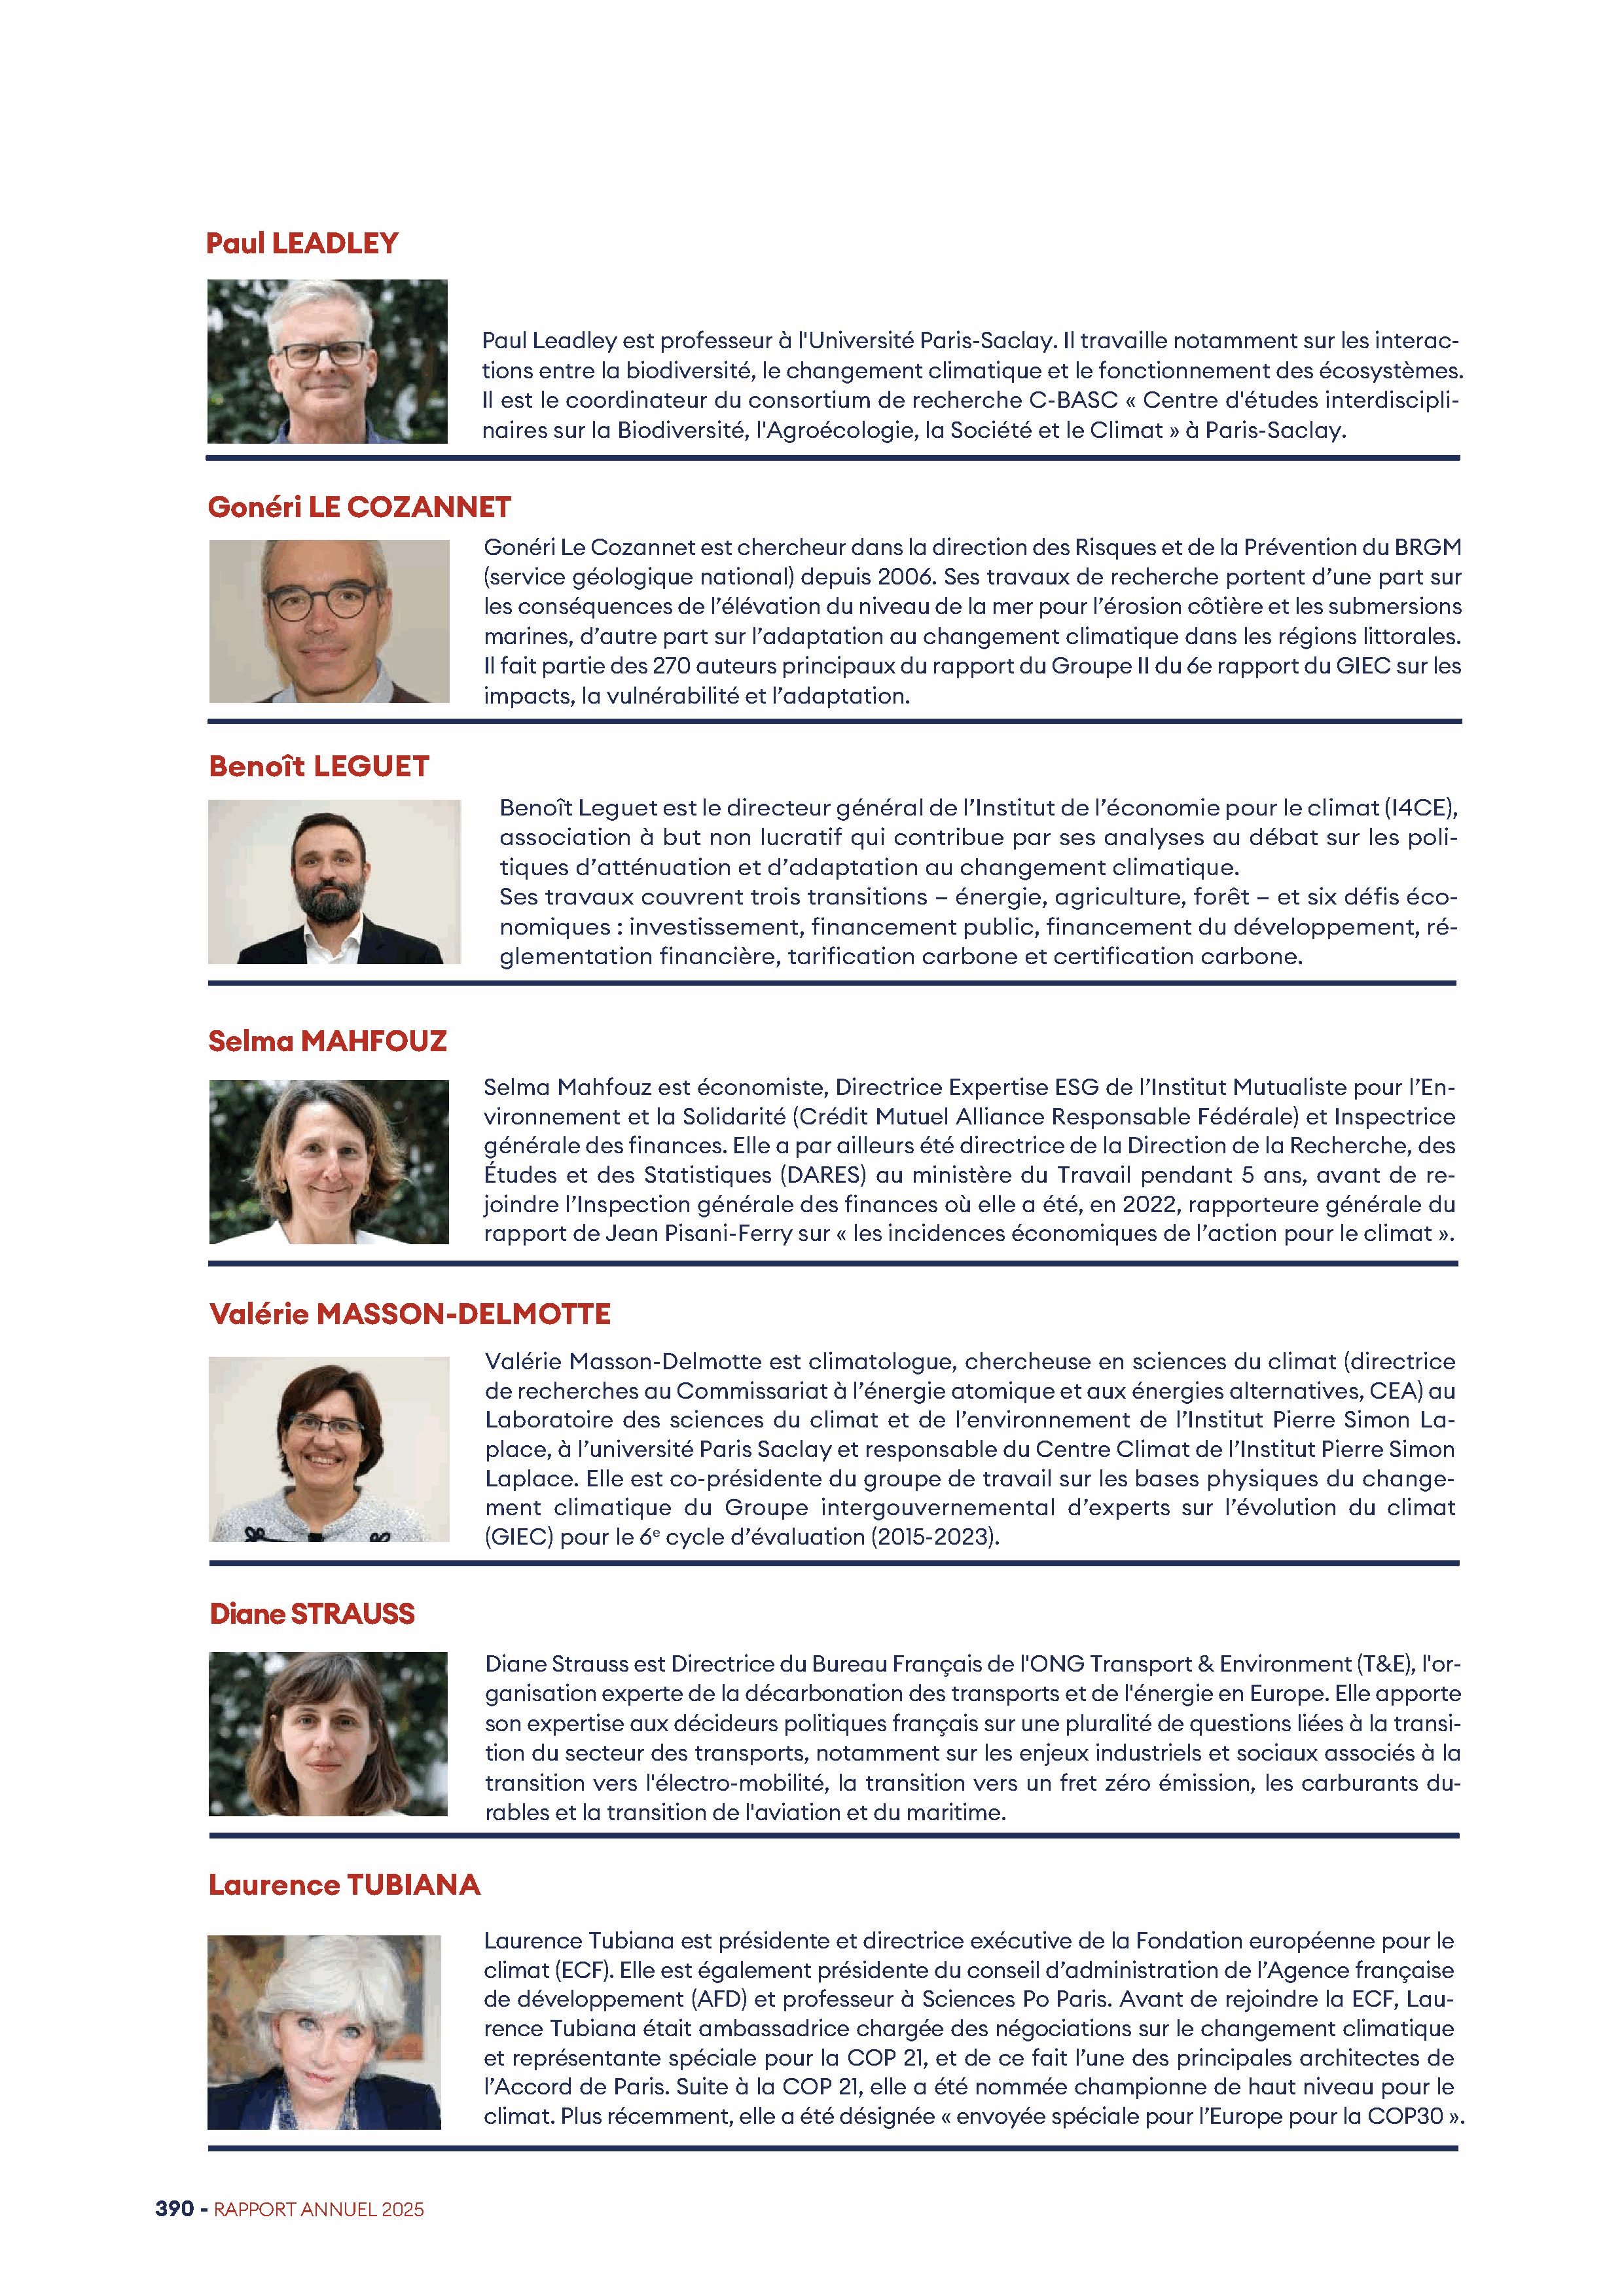 Paul LEADLEY
Paul Leadley est professeur à l'Université Paris-Saclay. Il travaille notamment sur les interac-
tions entre la biodiversité, le changement climatique et le fonctionnement des écosystèmes.
Il est le coordinateur du consortium de recherche C-BASC « Centre d'études interdiscipli-
naires sur la Biodiversité, l'Agroécologie, la Société et le Climat » à Paris-Saclay.
Gonéri LE COZANNET
Gonéri Le Cozannet est chercheur dans la direction des Risques et de la Prévention du BRGM
(service géologique national) depuis 2006. Ses travaux de recherche portent d’une part sur
les conséquences de l’élévation du niveau de la mer pour l’érosion côtière et les submersions
marines, d’autre part sur l’adaptation au changement climatique dans les régions littorales.
Il fait partie des 270 auteurs principaux du rapport du Groupe II du 6e rapport du GIEC sur les
impacts, la vulnérabilité et l’adaptation.
Benoît LEGUET
Benoît Leguet est le directeur général de l’Institut de l’économie pour le climat (I4CE),
association à but non lucratif qui contribue par ses analyses au débat sur les poli-
tiques d’atténuation et d’adaptation au changement climatique.
Ses travaux couvrent trois transitions – énergie, agriculture, forêt – et six défis éco-
nomiques : investissement, financement public, financement du développement, ré-
glementation financière, tarification carbone et certification carbone.
Selma MAHFOUZ
Selma Mahfouz est économiste, Directrice Expertise ESG de l’Institut Mutualiste pour l’En-
vironnement et la Solidarité (Crédit Mutuel Alliance Responsable Fédérale) et Inspectrice
générale des finances. Elle a par ailleurs été directrice de la Direction de la Recherche, des
Études et des Statistiques (DARES) au ministère du Travail pendant 5 ans, avant de re-
joindre l’Inspection générale des finances où elle a été, en 2022, rapporteure générale du
rapport de Jean Pisani-Ferry sur « les incidences économiques de l’action pour le climat ».
Valérie MASSON-DELMOTTE
Valérie Masson-Delmotte est climatologue, chercheuse en sciences du climat (directrice
de recherches au Commissariat à l’énergie atomique et aux énergies alternatives, CEA) au
Laboratoire des sciences du climat et de l’environnement de l’Institut Pierre Simon La-
place, à l’université Paris Saclay et responsable du Centre Climat de l’Institut Pierre Simon
Laplace. Elle est co-présidente du groupe de travail sur les bases physiques du change-
ment climatique du Groupe intergouvernemental d’experts sur l’évolution du climat
(GIEC) pour le 6ᵉ cycle d’évaluation (2015-2023).
Diane STRAUSS
Diane Strauss est Directrice du Bureau Français de l'ONG Transport & Environment (T&E), l'or-
ganisation experte de la décarbonation des transports et de l'énergie en Europe. Elle apporte
son expertise aux décideurs politiques français sur une pluralité de questions liées à la transi-
tion du secteur des transports, notamment sur les enjeux industriels et sociaux associés à la
transition vers l'électro-mobilité, la transition vers un fret zéro émission, les carburants du-
rables et la transition de l'aviation et du maritime.
Laurence TUBIANA
Laurence Tubiana est présidente et directrice exécutive de la Fondation européenne pour le
climat (ECF). Elle est également présidente du conseil d’administration de l’Agence française
de développement (AFD) et professeur à Sciences Po Paris. Avant de rejoindre la ECF, Lau-
rence Tubiana était ambassadrice chargée des négociations sur le changement climatique
et représentante spéciale pour la COP 21, et de ce fait l’une des principales architectes de
l’Accord de Paris. Suite à la COP 21, elle a été nommée championne de haut niveau pour le
climat. Plus récemment, elle a été désignée « envoyée spéciale pour l’Europe pour la COP30 ».
390 - RAPPORT ANNUEL 2025